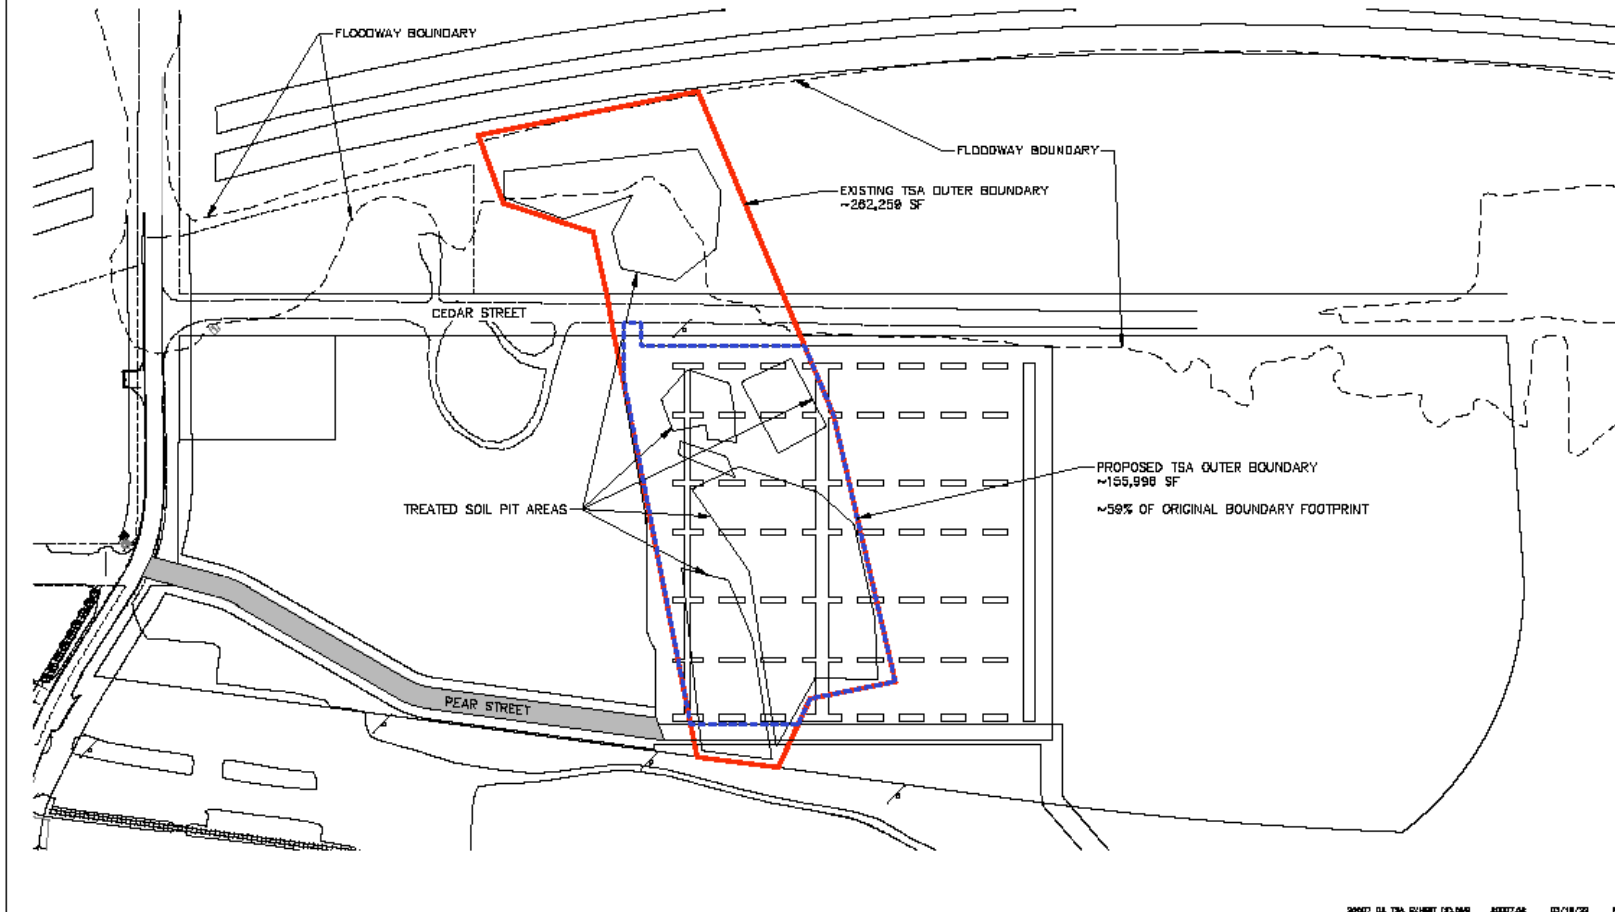 FLOODWAY BOUNDARY
FLOODWAY BOUNDARY
EXISTING TSA OUTER BOUNDARY
~262,259 SF
CEDAR STREET
PROPOSED TSA OUTER BOUNDARY
~155,998 SF
~59% OF ORIGINAL BOUNDARY FOOTPRINT
TREATED SOIL PIT AREAS
PEAR STREET